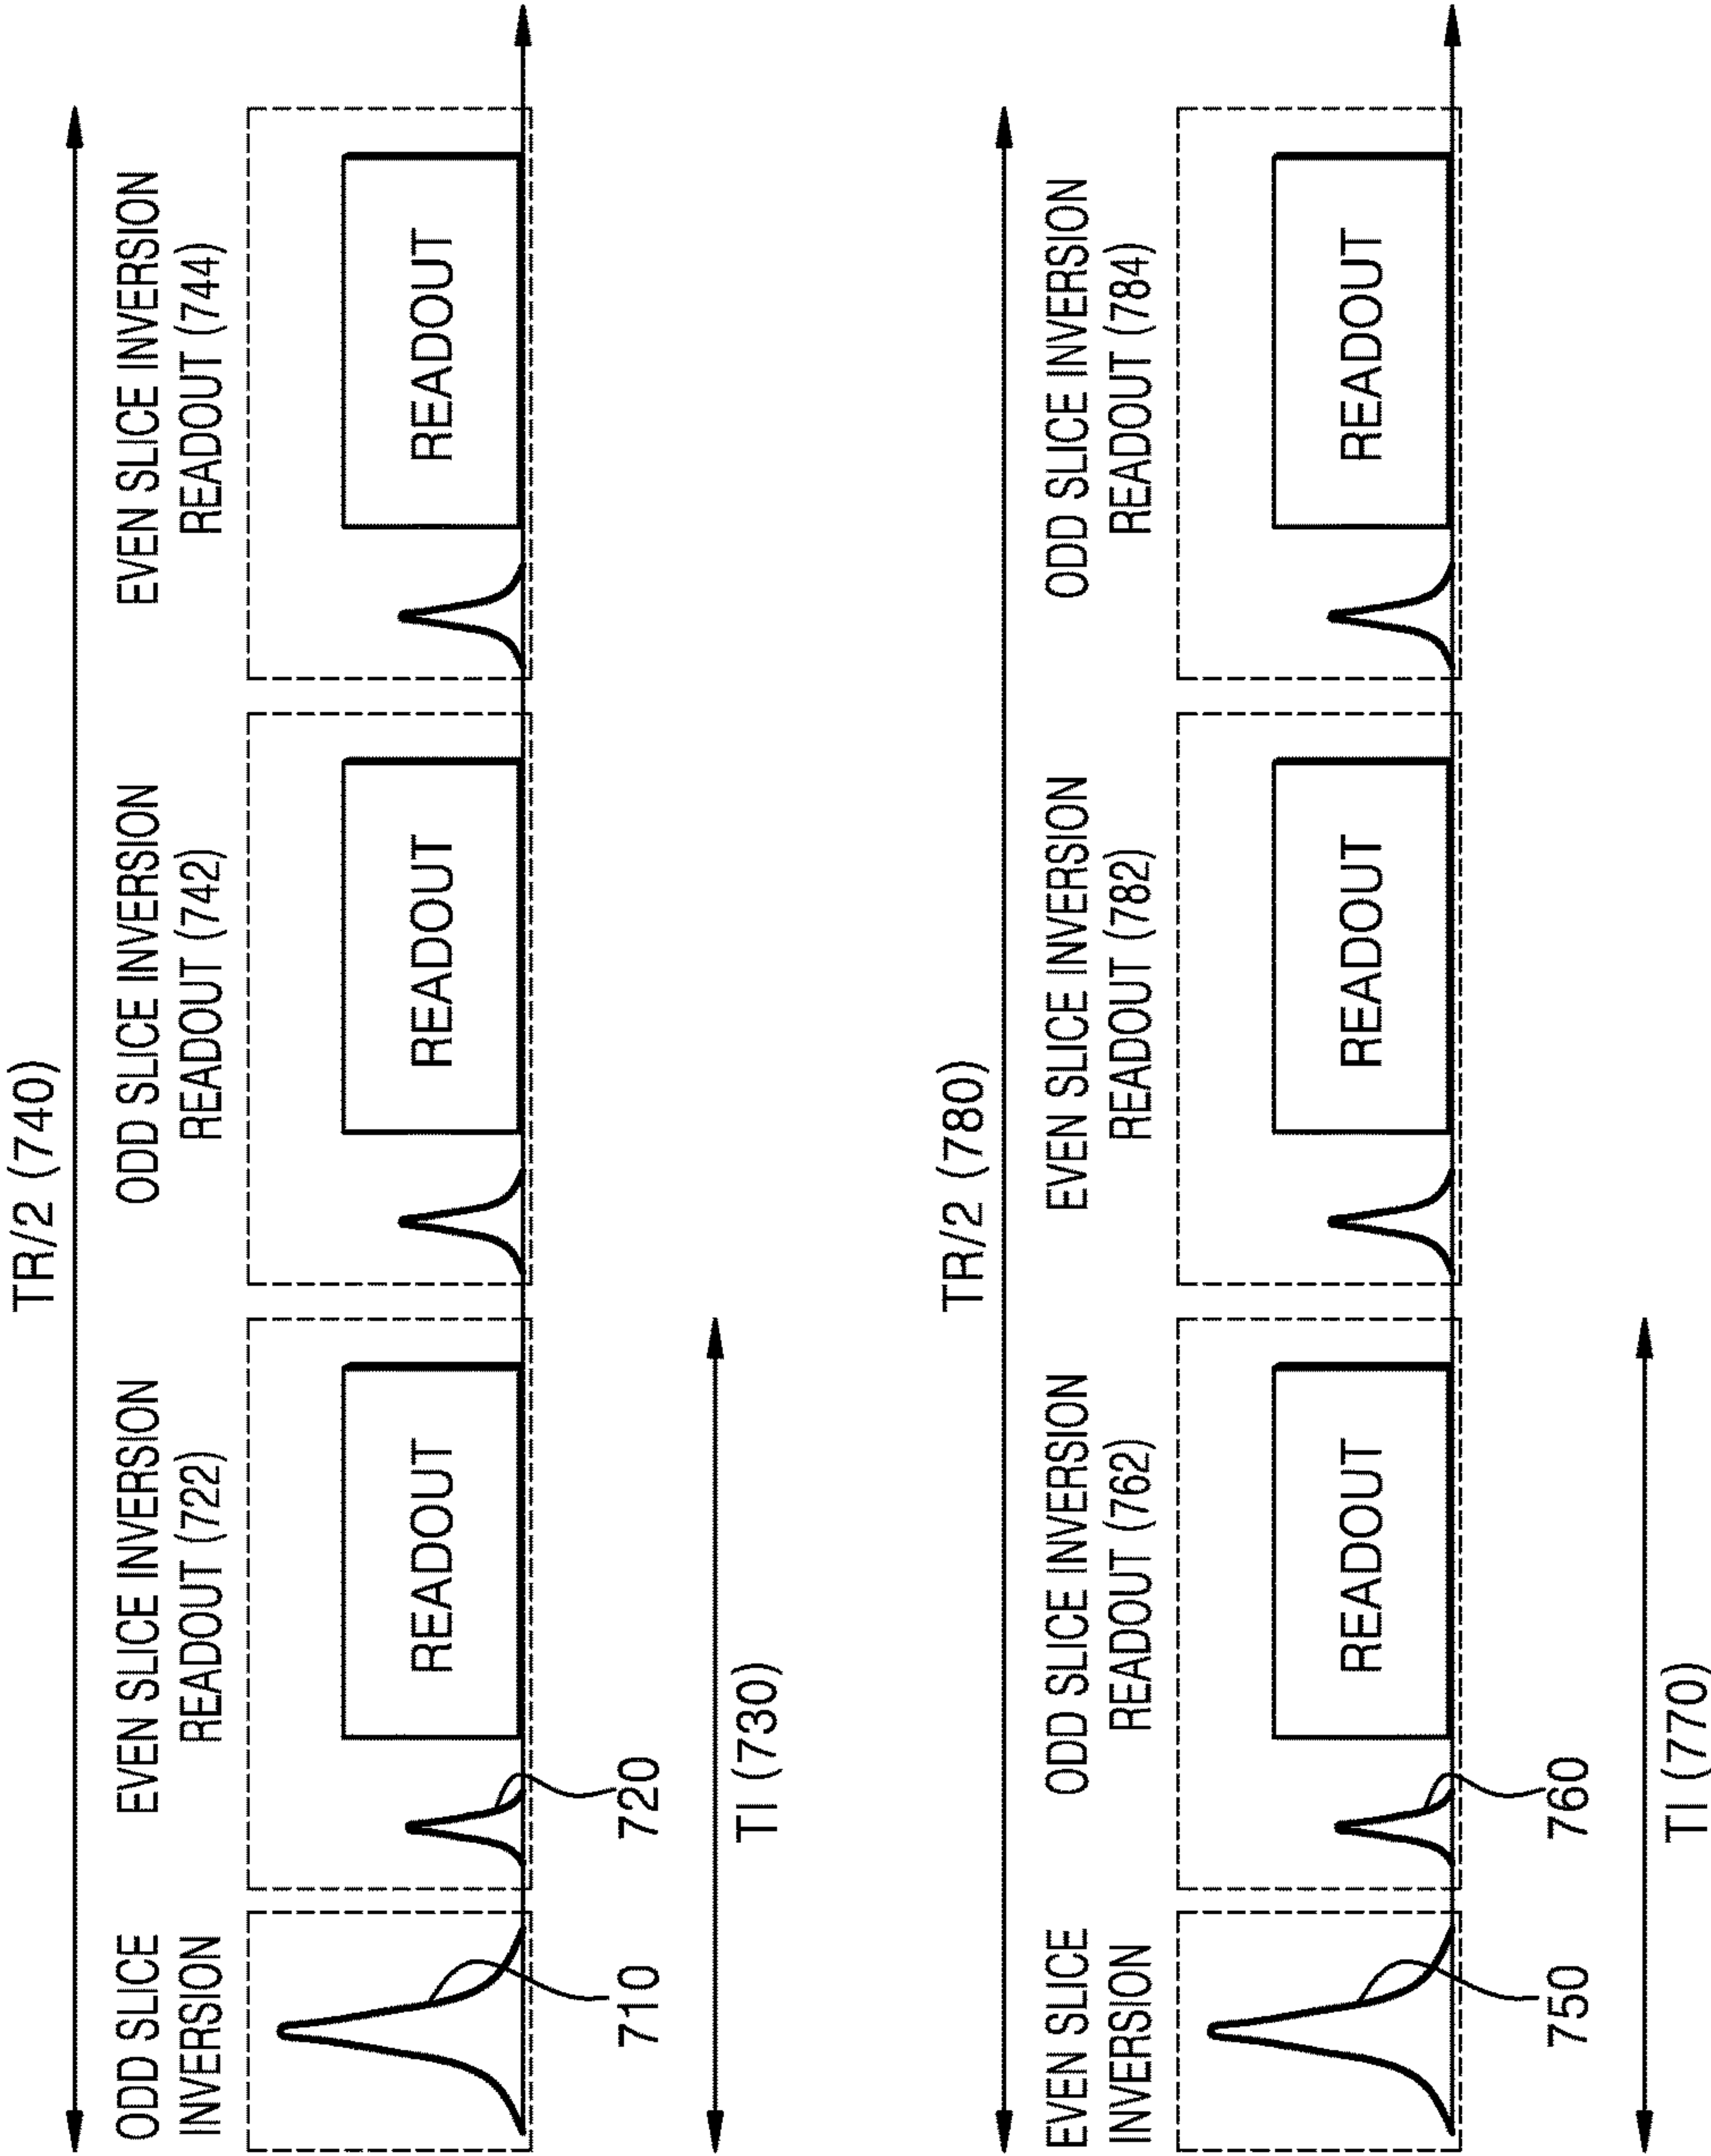 TR/2 (740)
ODD SLICE
INVERSION
EVEN SLICE INVERSION
READOUT (722)
ODD SLICE INVERSION
READOUT (742)
EVEN SLICE INVERSION
READOUT (744)
READOUT
READOUT
READOUT
710
720
TI (730)
TR/2 (780)
EVEN SLICE
INVERSION
ODD SLICE INVERSION
READOUT (762)
EVEN SLICE INVERSION
READOUT (782)
ODD SLICE INVERSION
READOUT (784)
READOUT
READOUT
READOUT
750
760
TI (770)